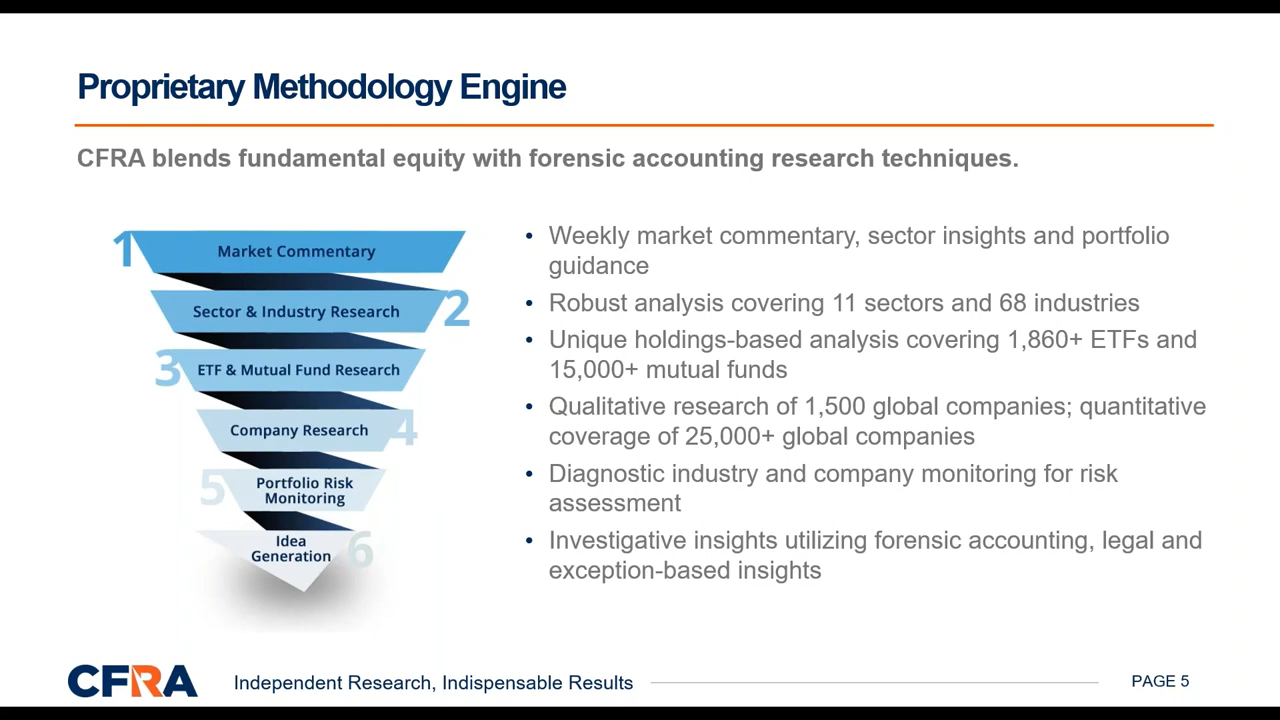 Proprietary Methodology Engine
CFRA blends fundamental equity with forensic accounting research techniques.
1
Market Commentary
Sector & Industry Research
2
3
ETF & Mutual Fund Research
Company Research
4
5
Portfolio Risk
Monitoring
Idea
Generation
6
• Weekly market commentary, sector insights and portfolio
guidance
• Robust analysis covering 11 sectors and 68 industries
• Unique holdings-based analysis covering 1,860+ ETFs and
15,000+ mutual funds
• Qualitative research of 1,500 global companies; quantitative
coverage of 25,000+ global companies
• Diagnostic industry and company monitoring for risk
assessment
• Investigative insights utilizing forensic accounting, legal and
exception-based insights
CFRA
Independent Research, Indispensable Results
PAGE 5